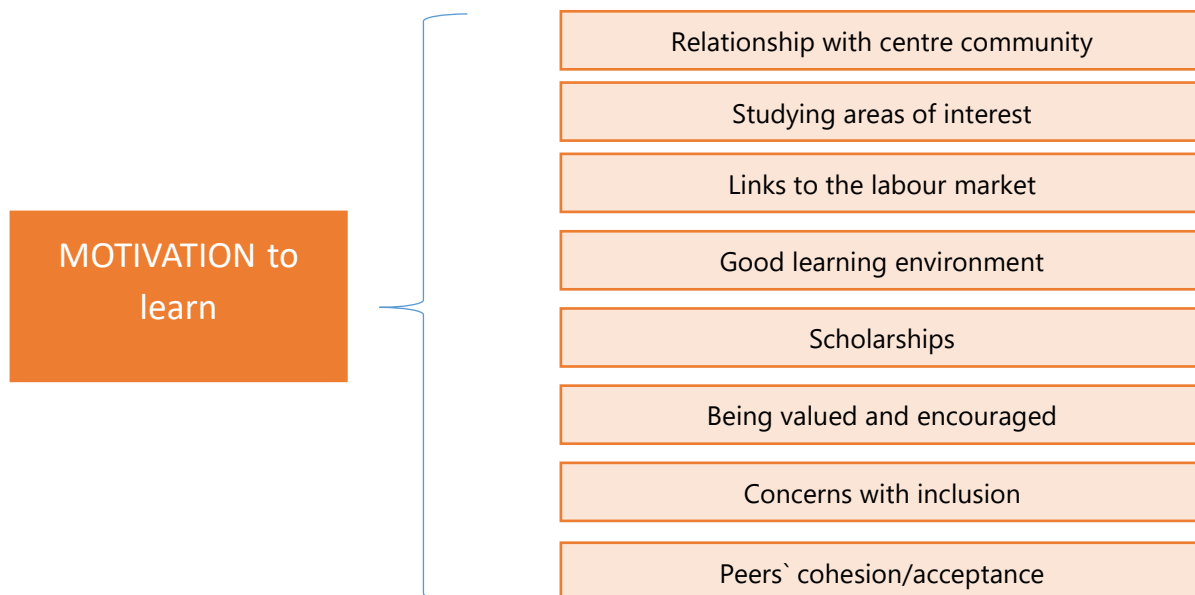 MOTIVATION to
learn
Relationship with centre community
Studying areas of interest
Links to the labour market
Good learning environment
Scholarships
Being valued and encouraged
Concerns with inclusion
Peers` cohesion/acceptance